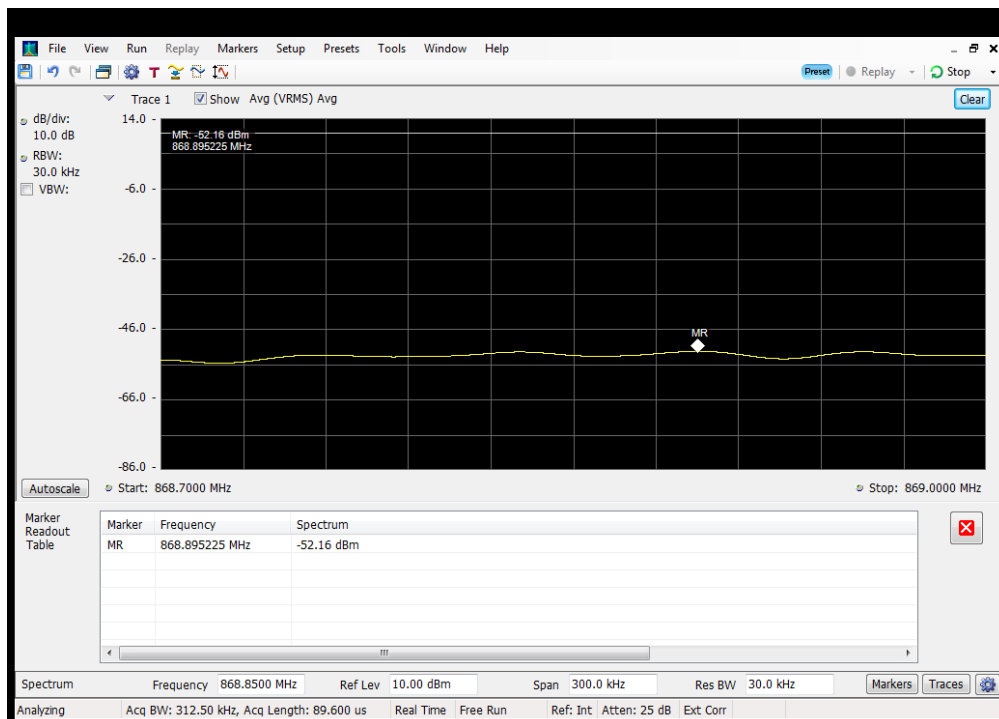 File View Run Replay Markers Setup Presets Tools Window Help
T Preset Replay Stop
Trace 1 Show Avg (VRMS) Avg Clear
dB/div:
10.0 dB
RBW:
30.0 kHz
VBW:
14.0
-6.0
-26.0
-46.0
-66.0
-86.0
MR: -52.16 dBm
868.895225 MHz
MR
Autoscale Start: 868.7000 MHz Stop: 869.0000 MHz
Marker
Readout
Table
Marker Frequency Spectrum
MR 868.895225 MHz -52.16 dBm
Spectrum Frequency 868.8500 MHz Ref Lev 10.00 dBm Span 300.0 kHz Res BW 30.0 kHz Markers Traces
Analyzing Acq BW: 312.50 kHz, Acq Length: 89.600 us Real Time Free Run Ref: Int Atten: 25 dB Ext Corr